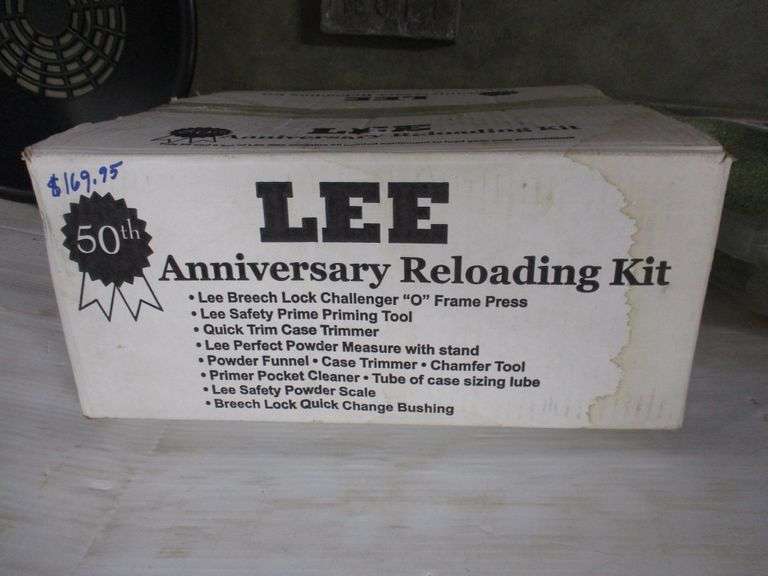 LEE
Anniversary Reloading Kit
$169.95
50th
LEE
Anniversary Reloading Kit
• Lee Breech Lock Challenger "O" Frame Press
• Lee Safety Prime Priming Tool
• Quick Trim Case Trimmer
• Lee Perfect Powder Measure with stand
• Powder Funnel • Case Trimmer • Chamfer Tool
• Primer Pocket Cleaner • Tube of case sizing lube
• Lee Safety Powder Scale
• Breech Lock Quick Change Bushing